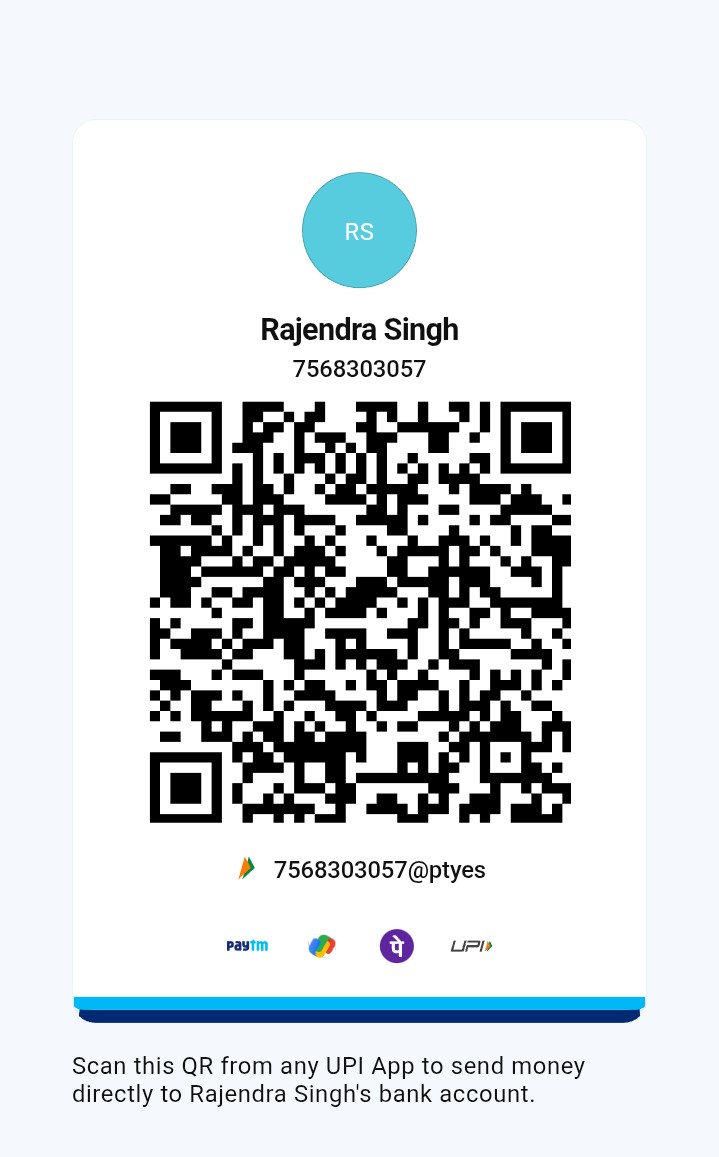 RS
Rajendra Singh
7568303057
7568303057@ptyes
paytm पे UPI
Scan this QR from any UPI App to send money
directly to Rajendra Singh's bank account.